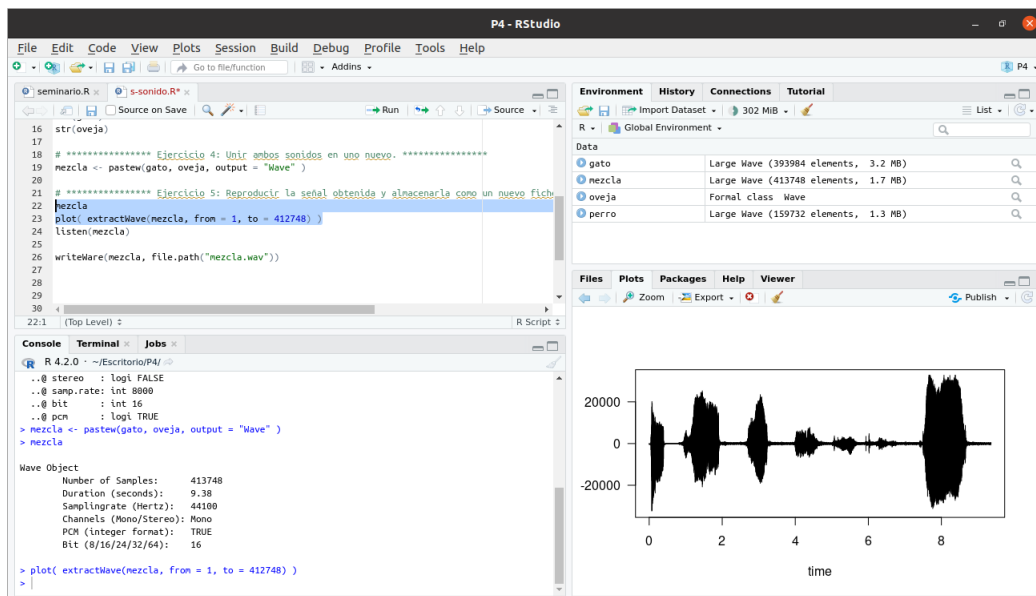 P4 - RStudio
File Edit Code View Plots Session Build Debug Profile Tools Help
Go to file/function Addins P4
seminario.R s-sonido.R*
Source on Save Run Source
16 str(oveja)
17
18 # **************** Ejercicio 4: Unir ambos sonidos en uno nuevo. ****************
19 mezcla <- pastew(gato, oveja, output = "Wave" )
20
21 # **************** Ejercicio 5: Reproducir la señal obtenida y almacenarla como un nuevo fiche
22 mezcla
23 plot( extractWave(mezcla, from = 1, to = 412748) )
24 listen(mezcla)
25
26 writeWare(mezcla, file.path("mezcla.wav"))
27
28
29
30
22:1 (Top Level) R Script
Console Terminal Jobs
R 4.2.0 · ~/Escritorio/P4/
..@ stereo : logi FALSE
..@ samp.rate: int 8000
..@ bit : int 16
..@ pcm : logi TRUE
> mezcla <- pastew(gato, oveja, output = "Wave" )
> mezcla
Wave Object
Number of Samples: 413748
Duration (seconds): 9.38
Samplingrate (Hertz): 44100
Channels (Mono/Stereo): Mono
PCM (integer format): TRUE
Bit (8/16/24/32/64): 16
> plot( extractWave(mezcla, from = 1, to = 412748) )
>
Environment History Connections Tutorial
Import Dataset 302 MiB List
R Global Environment
Data
gato Large Wave (393984 elements, 3.2 MB)
mezcla Large Wave (413748 elements, 1.7 MB)
oveja Formal class Wave
perro Large Wave (159732 elements, 1.3 MB)
Files Plots Packages Help Viewer
Zoom Export Publish
20000
0
-20000
0 2 4 6 8
time